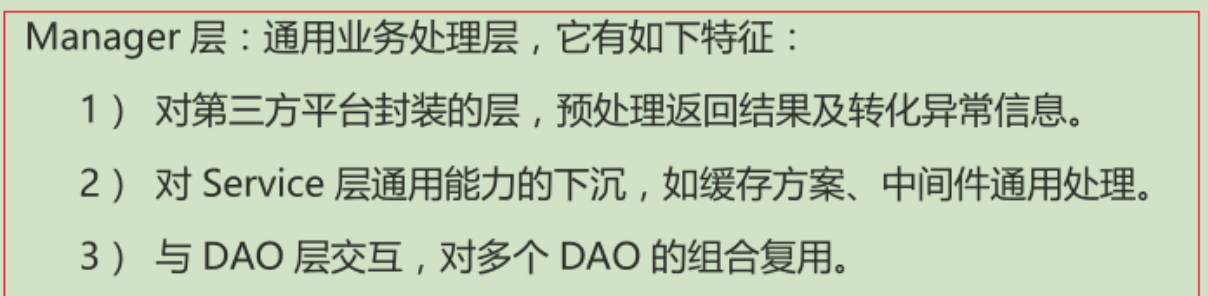 Manager 层：通用业务处理层，它有如下特征：
1） 对第三方平台封装的层，预处理返回结果及转化异常信息。
2） 对 Service 层通用能力的下沉，如缓存方案、中间件通用处理。
3） 与 DAO 层交互，对多个 DAO 的组合复用。